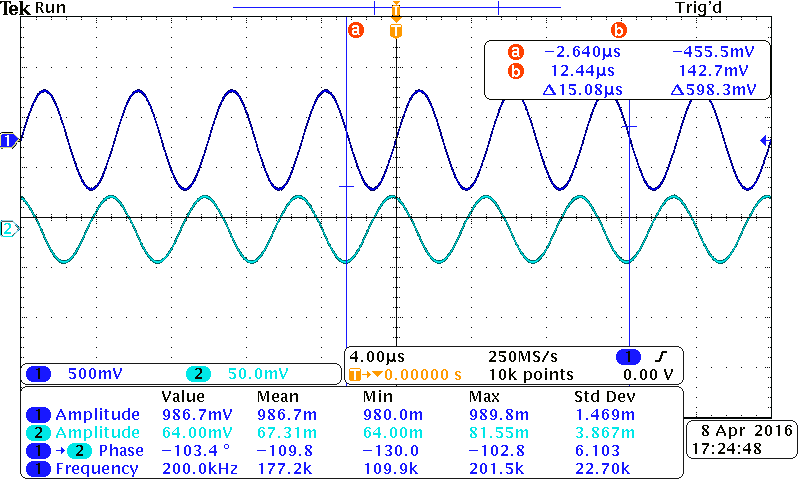 Tek Run Trig'd
T
a T b
a −2.640µs −455.5mV
b 12.44µs 142.7mV
Δ15.08µs Δ598.3mV
1
2
1 500mV 2 50.0mV
4.00µs 250MS/s 1
T→▼0.00000 s 10k points 0.00 V
Value Mean Min Max Std Dev
1 Amplitude 986.7mV 986.7m 980.0m 989.8m 1.469m
2 Amplitude 64.00mV 67.31m 64.00m 81.55m 3.867m
1 →2 Phase −103.4 ° −109.8 −130.0 −102.8 6.103
1 Frequency 200.0kHz 177.2k 109.9k 201.5k 22.70k
8 Apr 2016
17:24:48